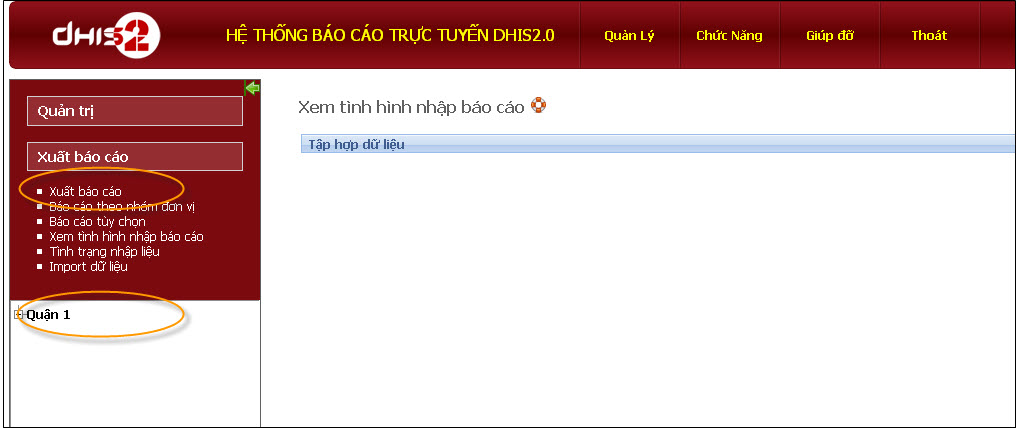 dhis2
HỆ THỐNG BÁO CÁO TRỰC TUYẾN DHIS2.0
Quản Lý
Chức Năng
Giúp đỡ
Thoát
Quản trị
Xuất báo cáo
Xuất báo cáo
Báo cáo theo nhóm đơn vị
Báo cáo tùy chọn
Xem tình hình nhập báo cáo
Tình trạng nhập liệu
Import dữ liệu
Quận 1
Xem tình hình nhập báo cáo
Tập hợp dữ liệu